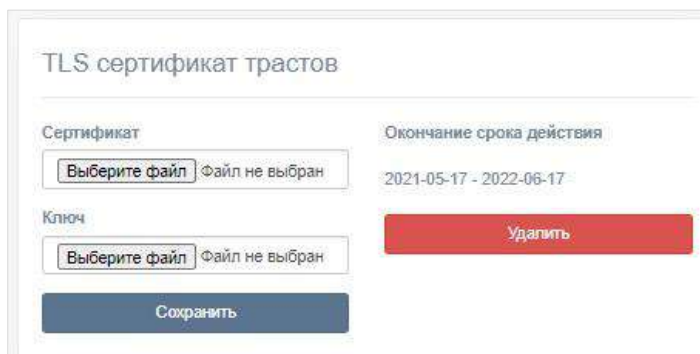 TLS сертификат трастов
Сертификат
Выберите файл Файл не выбран
Ключ
Выберите файл Файл не выбран
Сохранить
Окончание срока действия
2021-05-17 - 2022-06-17
Удалить